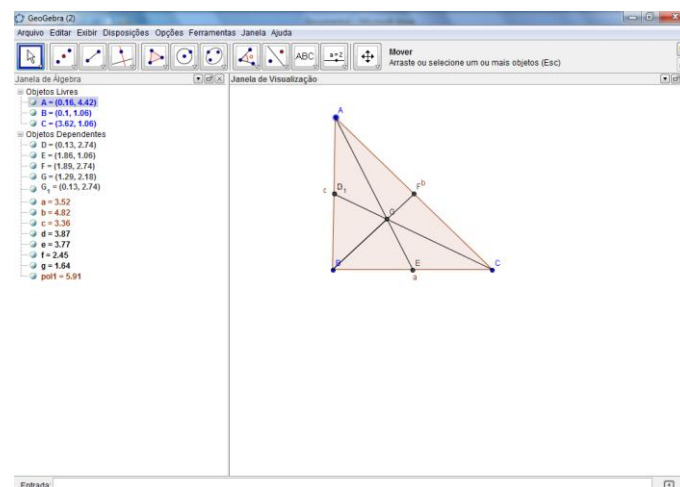 GeoGebra (2)
Arquivo Editar Exibir Disposições Opções Ferramentas Janela Ajuda
ABC
a=2
Mover
Arraste ou selecione um ou mais objetos (Esc)
Janela de Álgebra
Janela de Visualização
Objetos Livres
A = (0.16, 4.42)
B = (0.1, 1.06)
C = (3.62, 1.06)
Objetos Dependentes
D = (0.13, 2.74)
E = (1.86, 1.06)
F = (1.89, 2.74)
G = (1.29, 2.18)
G₁ = (0.13, 2.74)
a = 3.52
b = 4.82
c = 3.36
d = 3.87
e = 3.77
f = 2.45
g = 1.64
pol1 = 5.91
A
c
F b
G
B
E
C
a
Entrada: